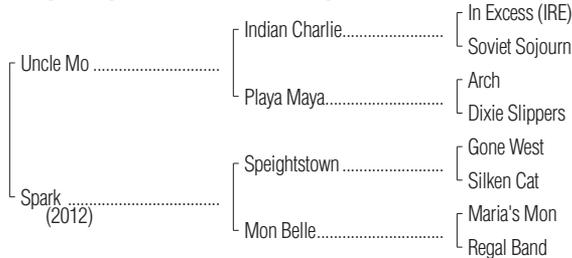 In Excess (IRE)
Indian Charlie......................
Soviet Sojourn
Uncle Mo ............................
Arch
Playa Maya..........................
Dixie Slippers
Gone West
Speightstown ......................
Silken Cat
Spark ..................................
(2012)
Maria's Mon
Mon Belle............................
Regal Band